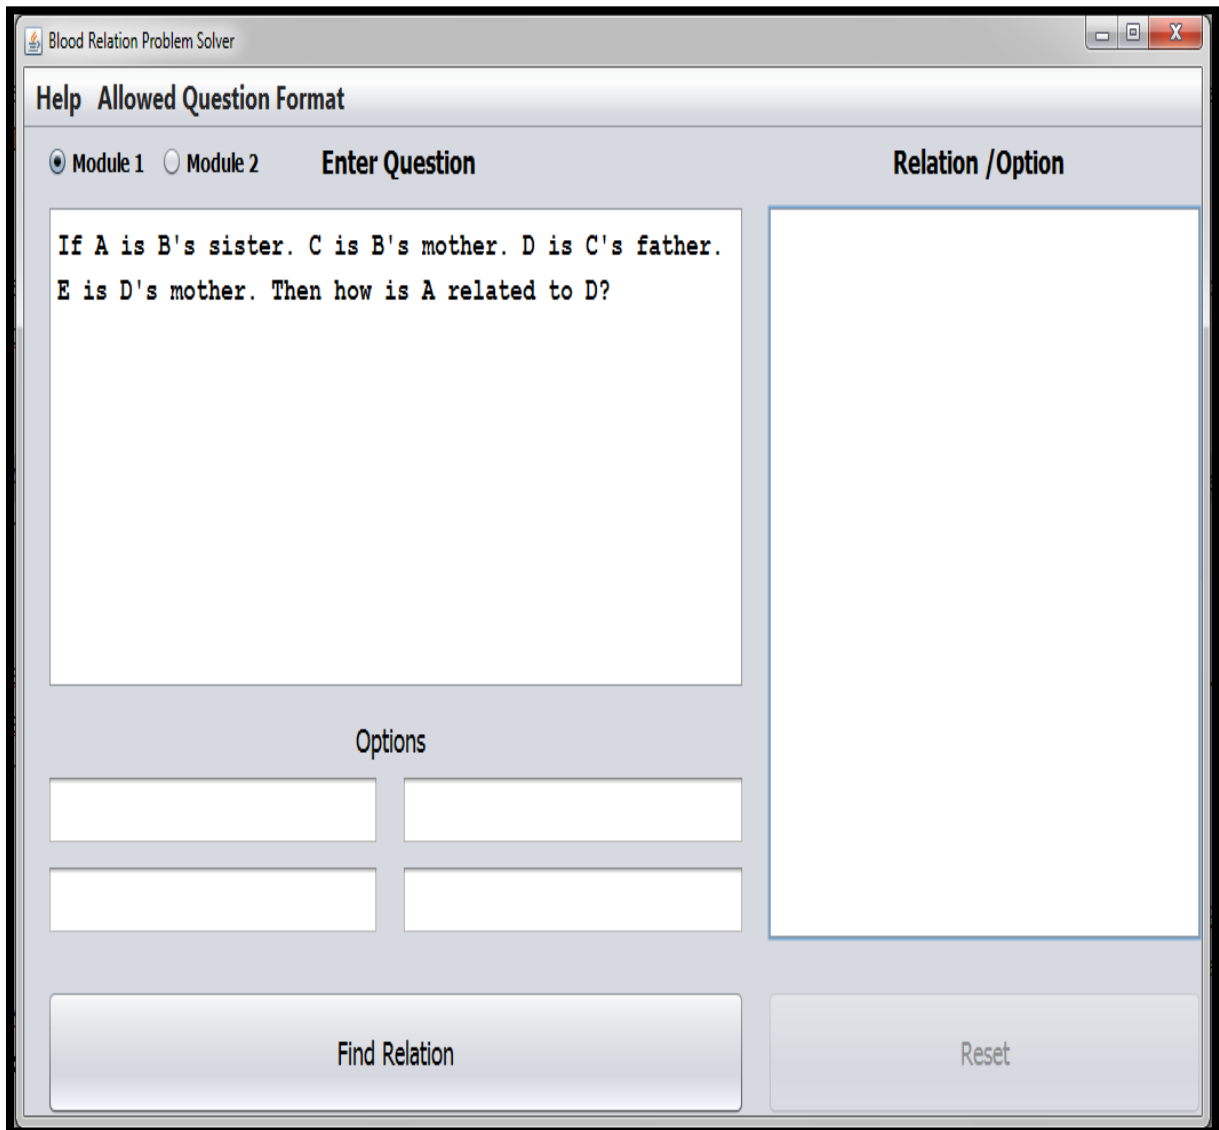 Blood Relation Problem Solver
X
Help Allowed Question Format
Module 1 Module 2 Enter Question Relation /Option
If A is B's sister. C is B's mother. D is C's father.
E is D's mother. Then how is A related to D?
Options
Find Relation Reset